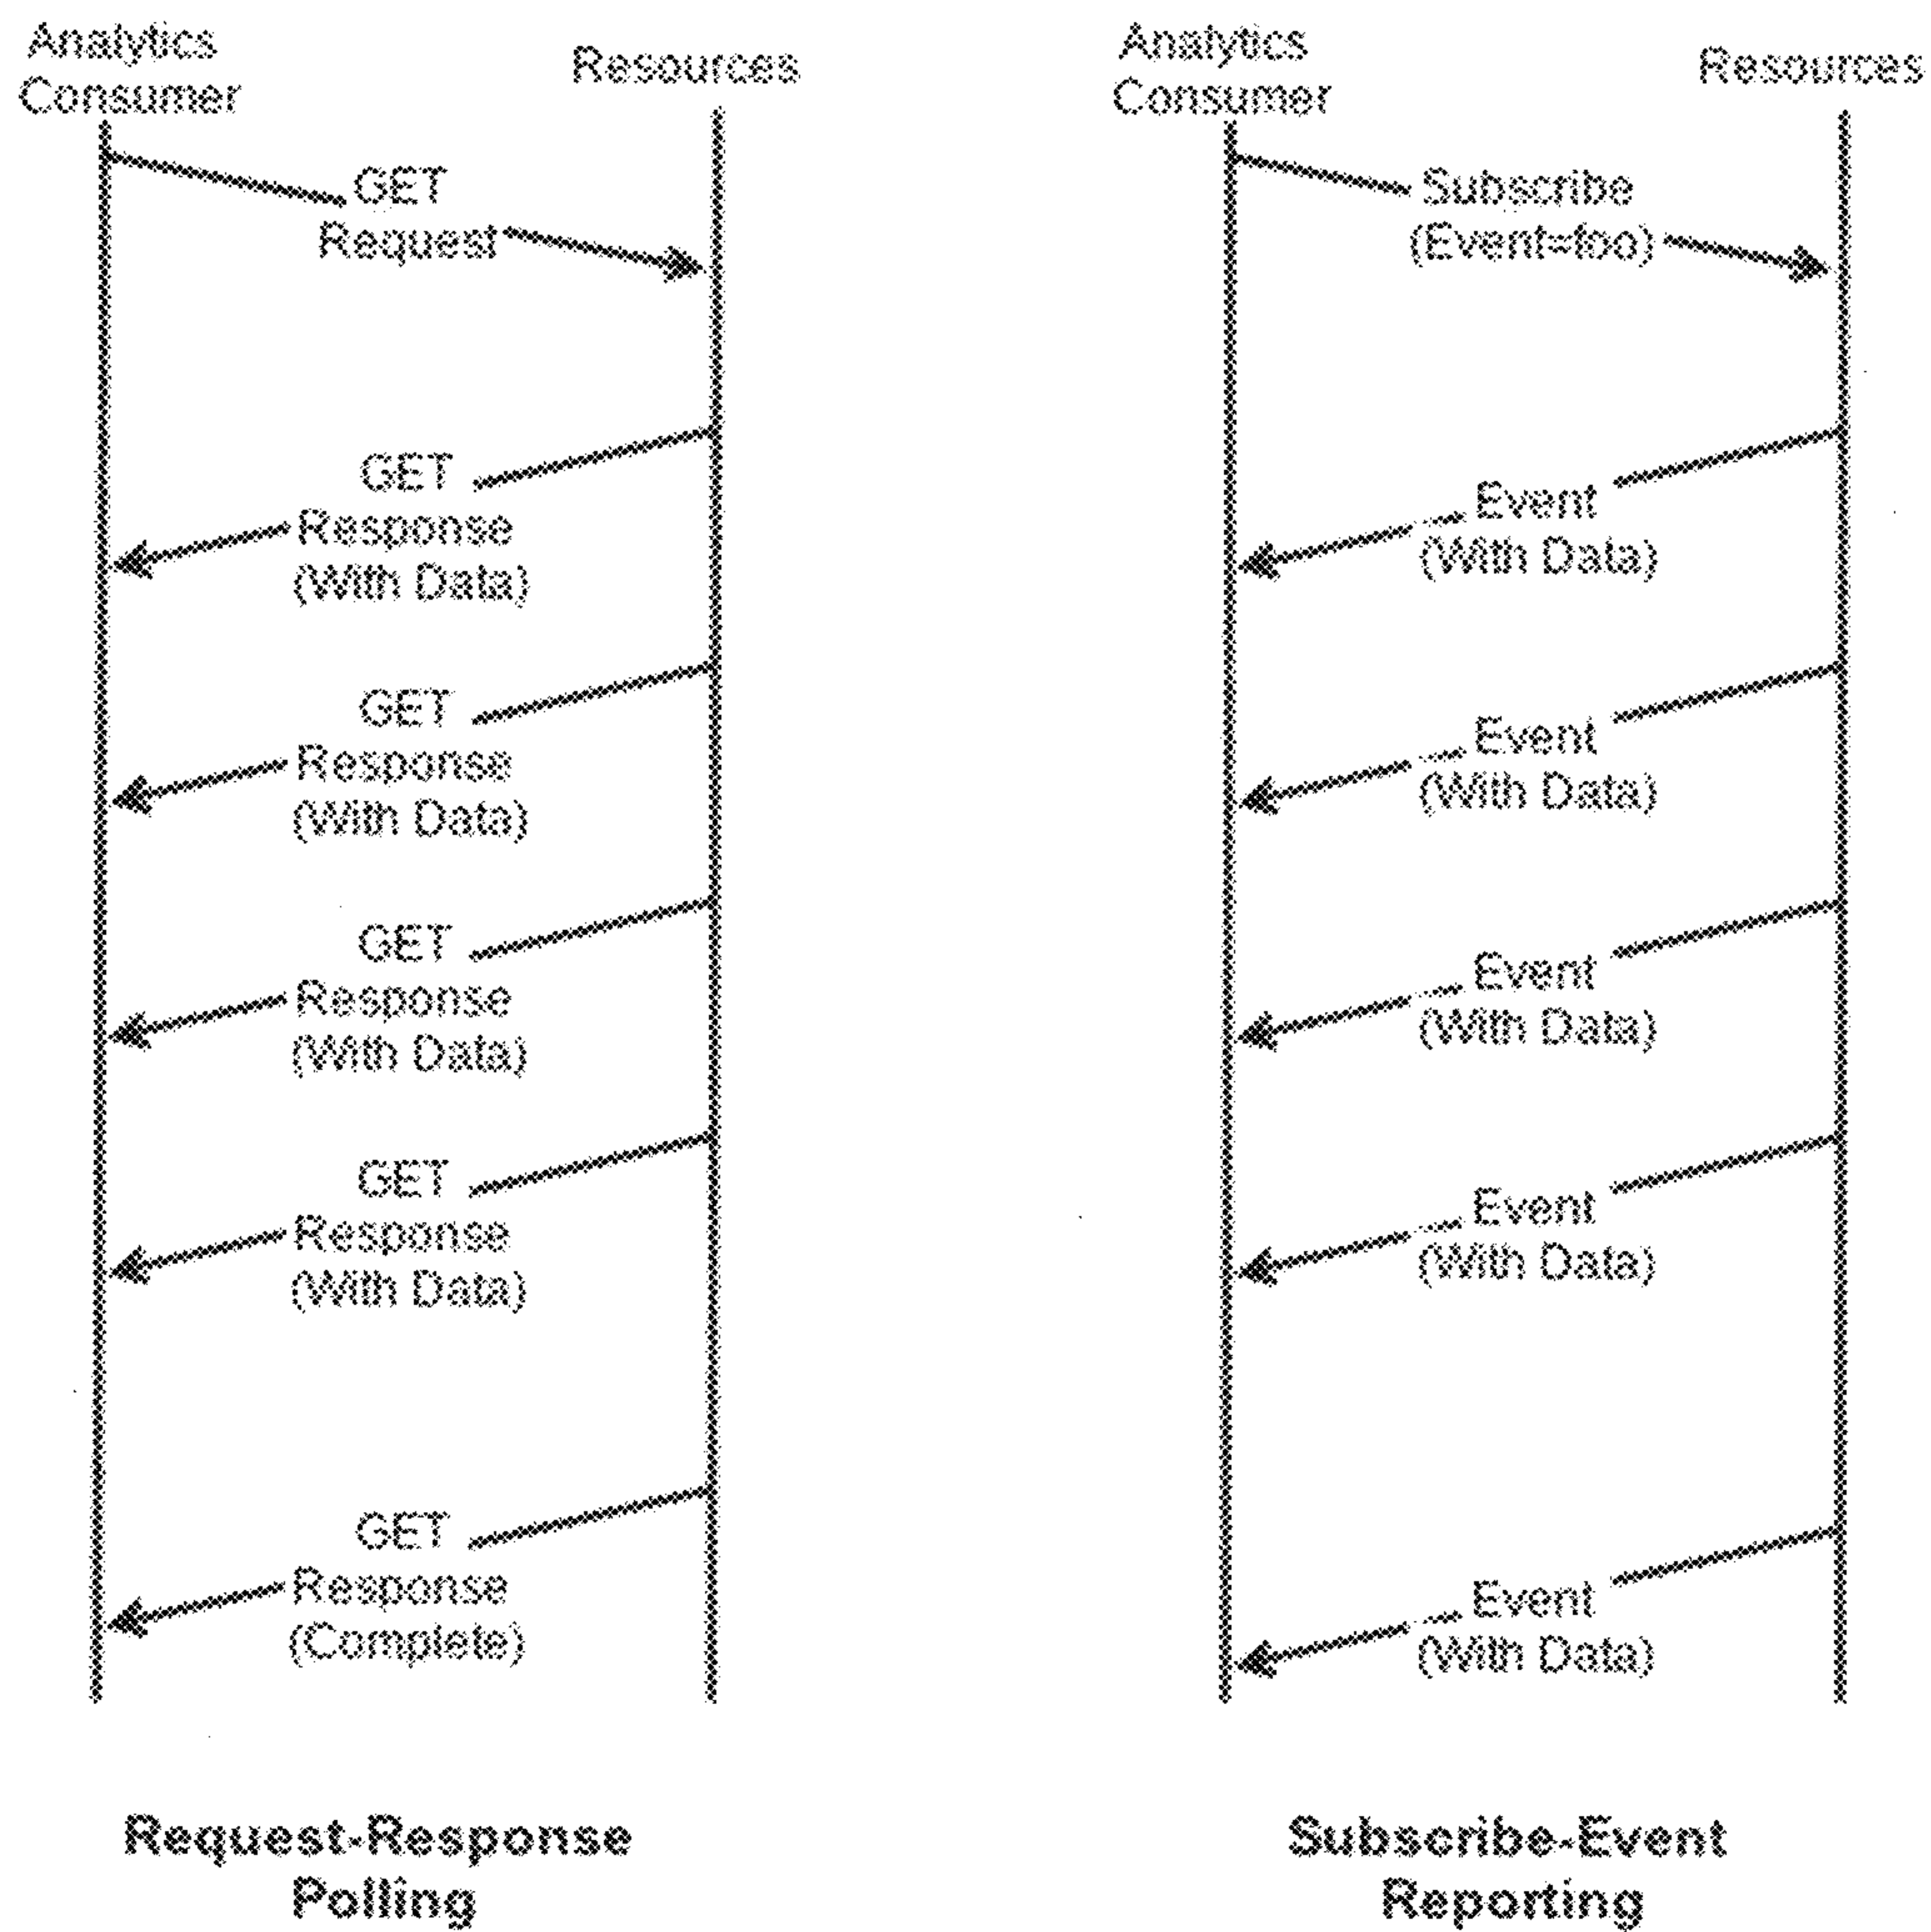 Analytics
Consumer
Resources
GET
Request
GET
Response
(With Data)
GET
Response
(With Data)
GET
Response
(With Data)
GET
Response
(With Data)
GET
Response
(Complete)
Request-Response
Polling
Analytics
Consumer
Resources
Subscribe
(Event=foo)
Event
(With Data)
Event
(With Data)
Event
(With Data)
Event
(With Data)
Event
(With Data)
Subscribe-Event
Reporting